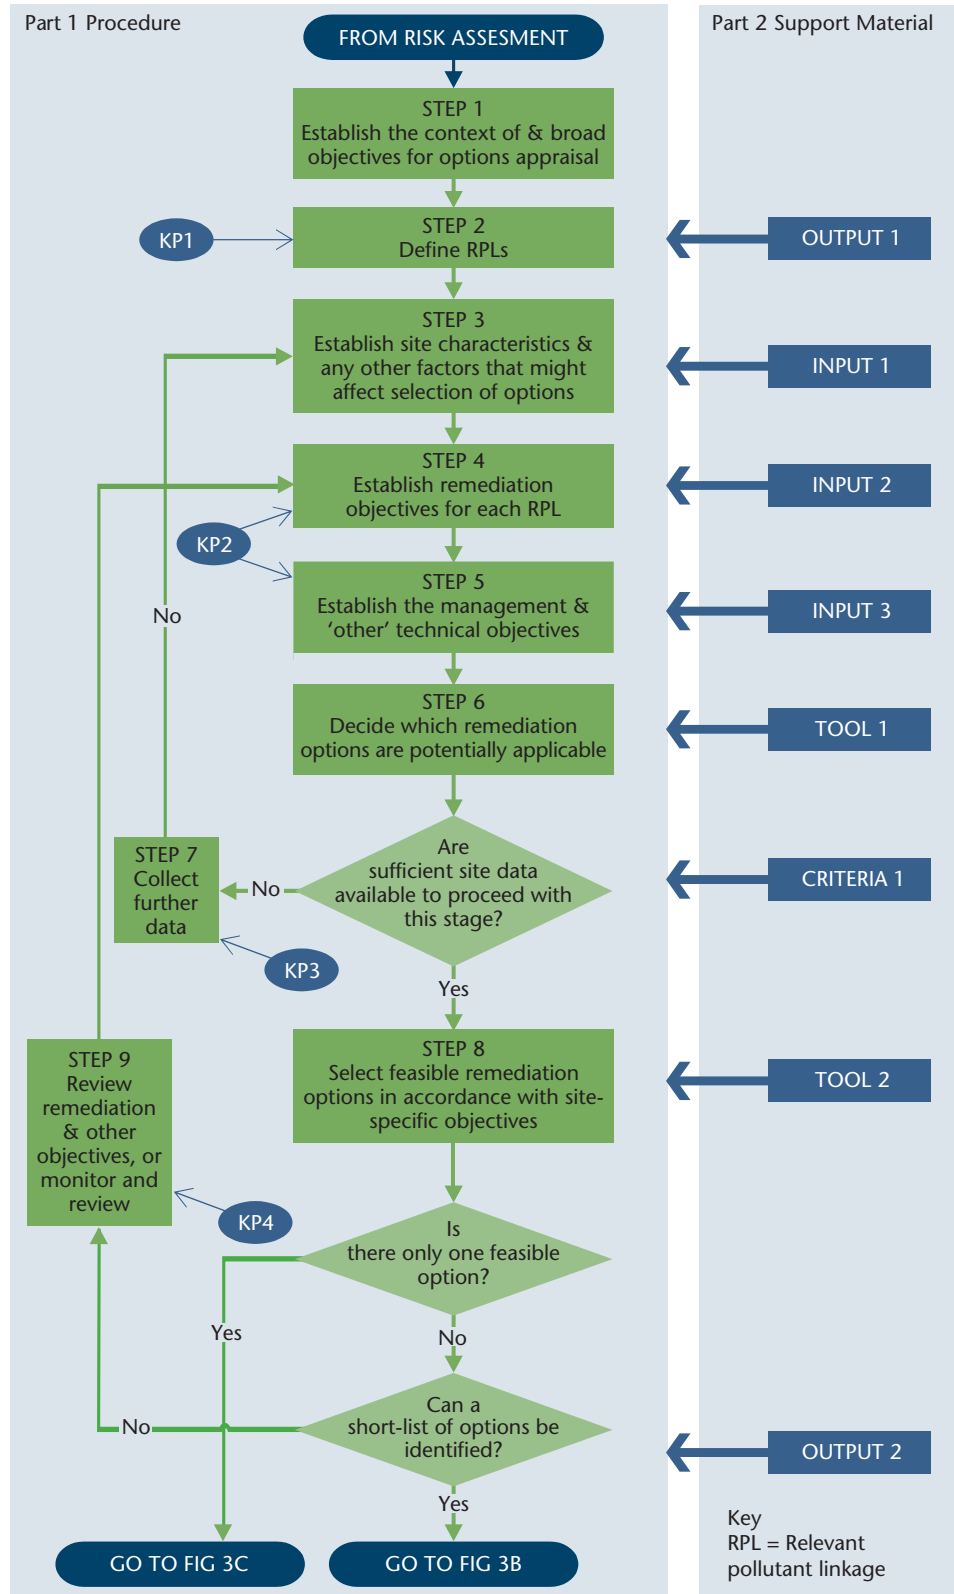 Part 1 Procedure
Part 2 Support Material
FROM RISK ASSESMENT
STEP 1
Establish the context of & broad
objectives for options appraisal
KP1
STEP 2
Define RPLs
OUTPUT 1
STEP 3
Establish site characteristics &
any other factors that might
affect selection of options
INPUT 1
STEP 4
Establish remediation
objectives for each RPL
INPUT 2
KP2
STEP 5
Establish the management &
‘other’ technical objectives
INPUT 3
No
STEP 6
Decide which remediation
options are potentially applicable
TOOL 1
Are
sufficient site data
available to proceed with
this stage?
CRITERIA 1
No
STEP 7
Collect
further
data
KP3
Yes
STEP 8
Select feasible remediation
options in accordance with site-
specific objectives
TOOL 2
STEP 9
Review
remediation
& other
objectives, or
monitor and
review
KP4
Is
there only one feasible
option?
Yes
No
Can a
short-list of options be
identified?
No
OUTPUT 2
Yes
GO TO FIG 3C
GO TO FIG 3B
Key
RPL = Relevant
pollutant linkage